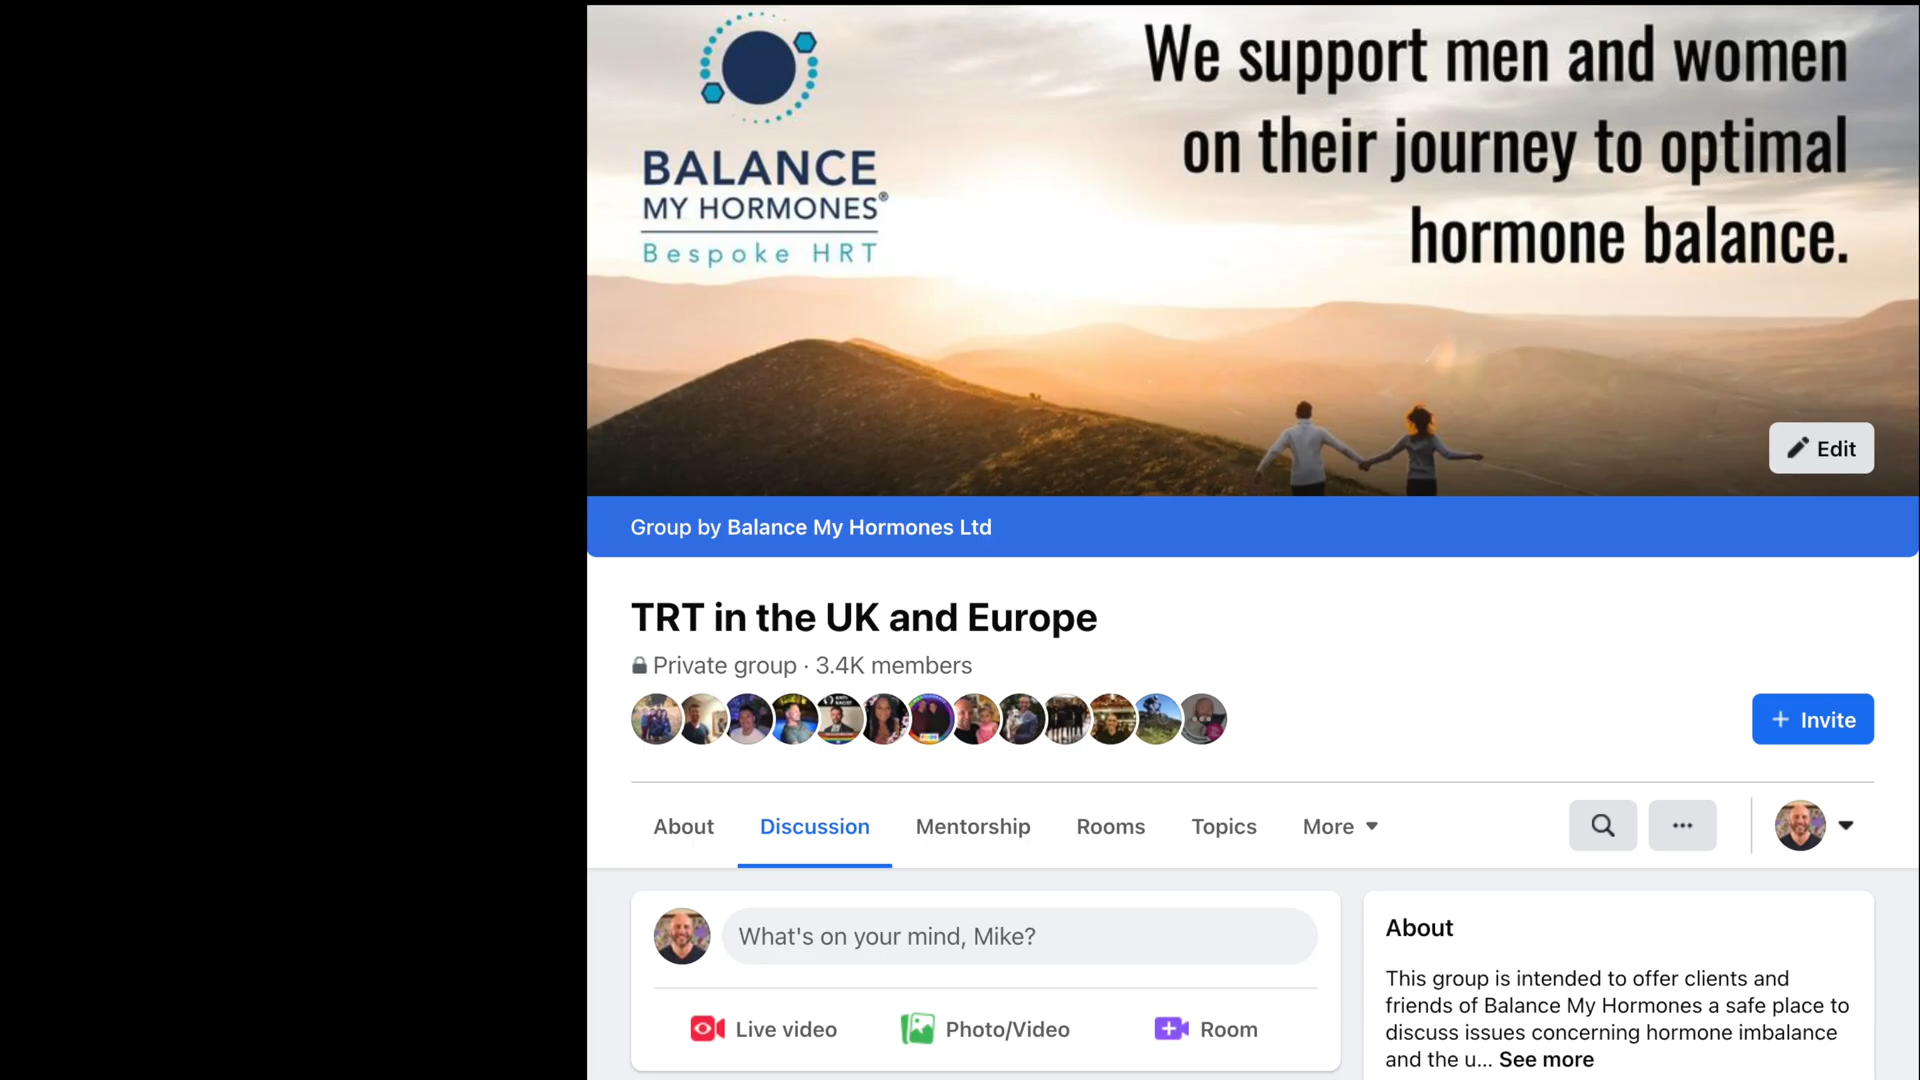 BALANCE
MY HORMONES®
Bespoke HRT
We support men and women
on their journey to optimal
hormone balance.
Edit
Group by Balance My Hormones Ltd
TRT in the UK and Europe
Private group · 3.4K members
+ Invite
About
Discussion
Mentorship
Rooms
Topics
More
What's on your mind, Mike?
Live video
Photo/Video
Room
About
This group is intended to offer clients and
friends of Balance My Hormones a safe place to
discuss issues concerning hormone imbalance
and the u... See more